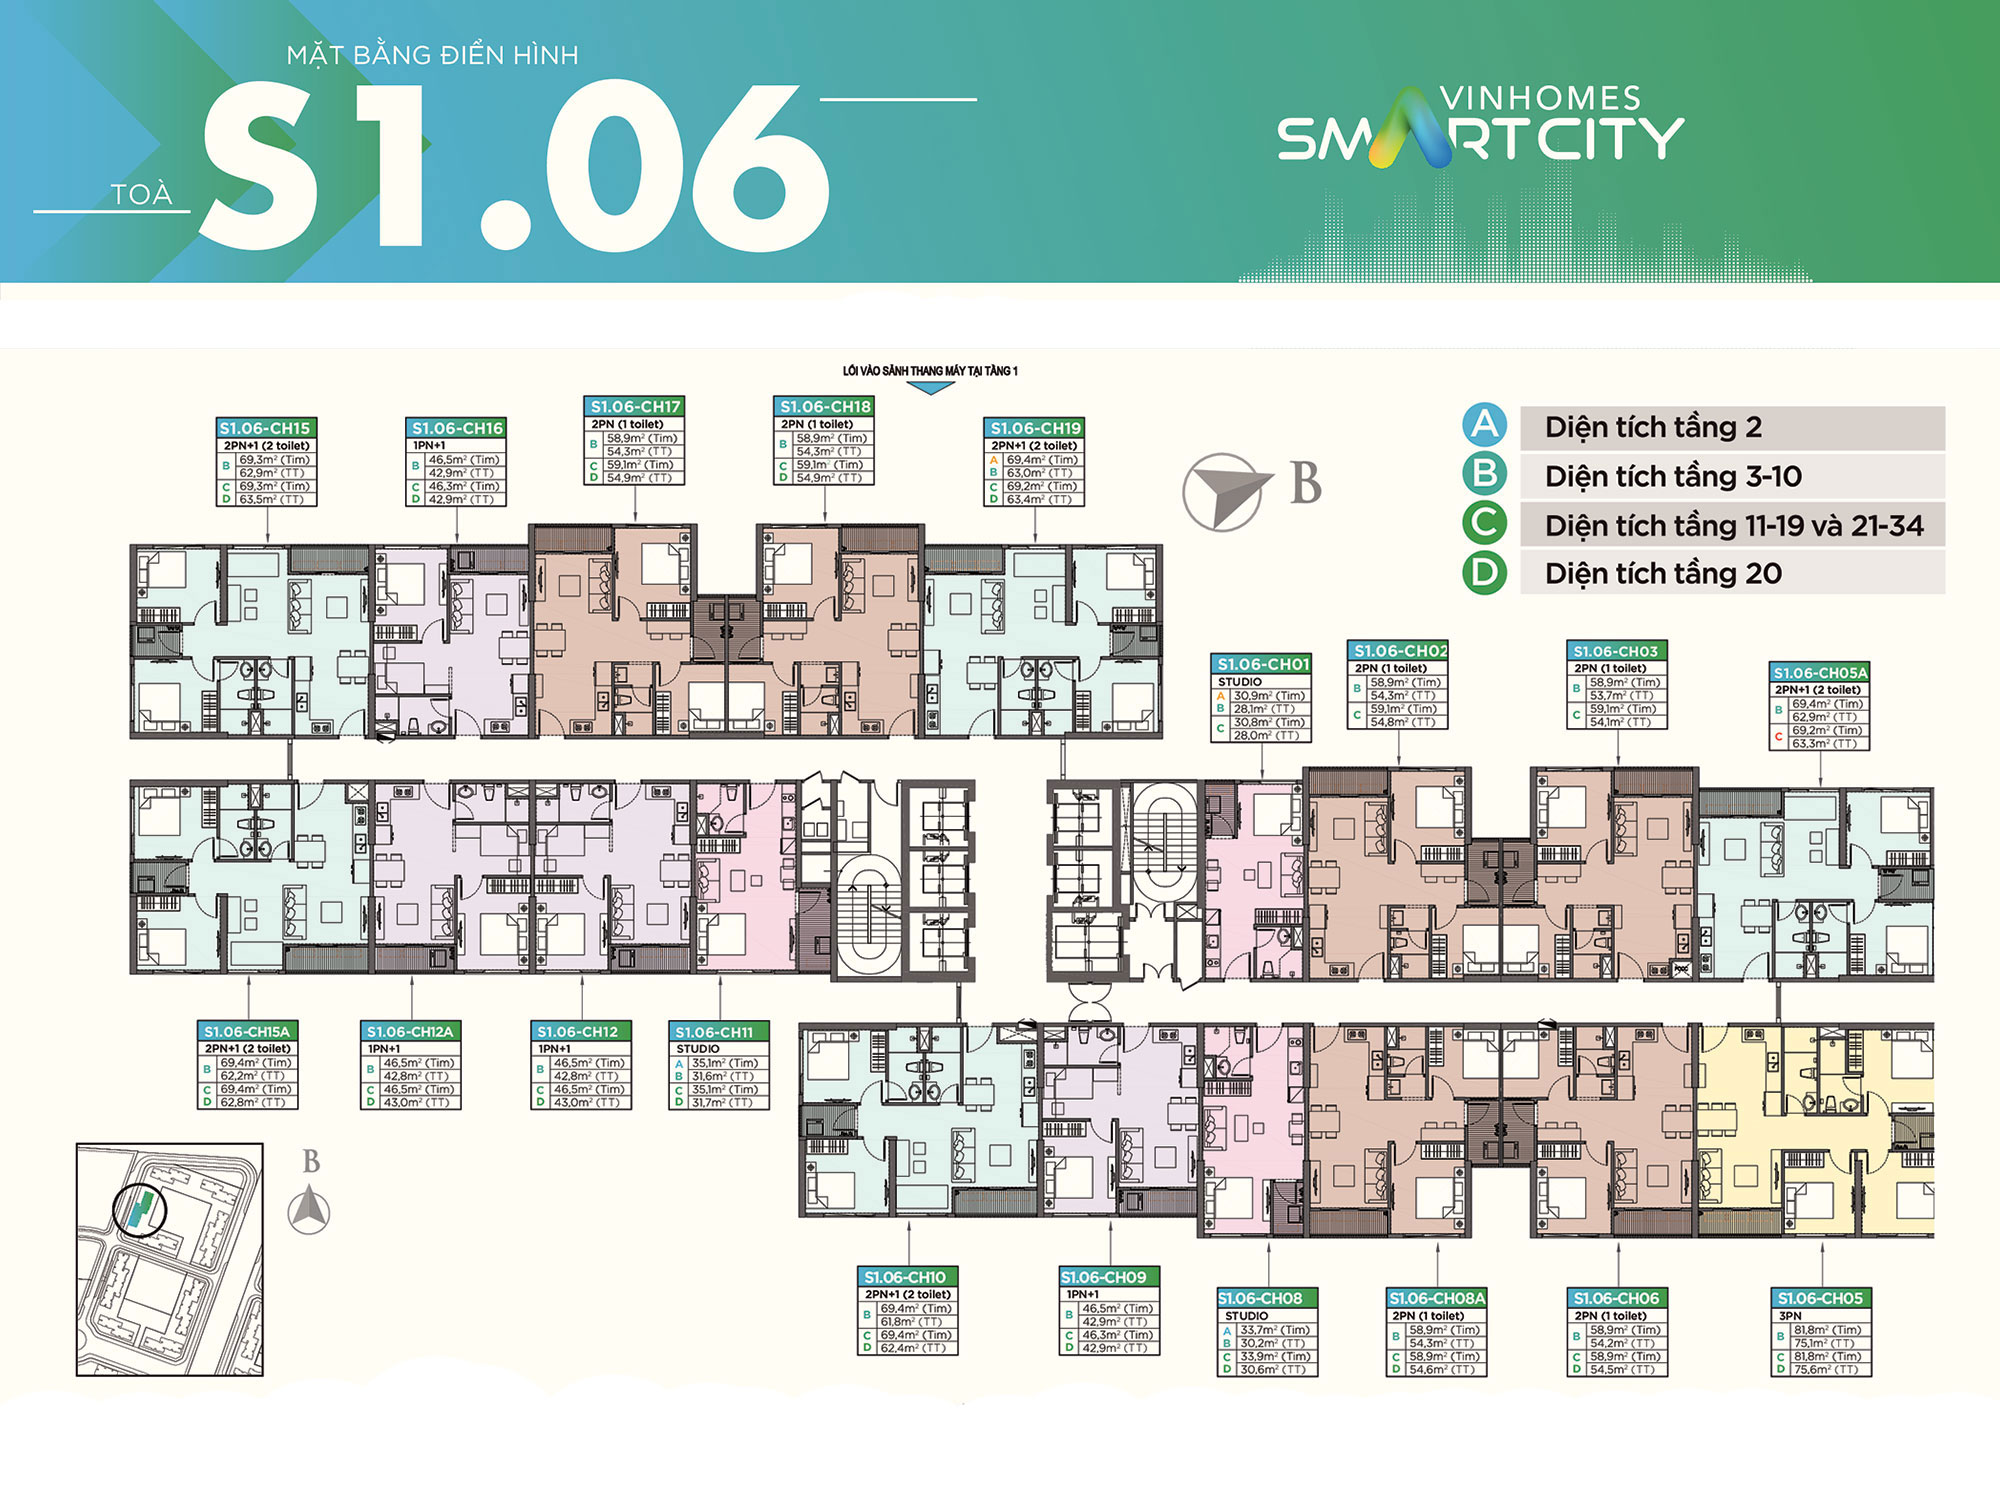 MẶT BẰNG ĐIỂN HÌNH
TOÀ
S1.06
VINHOMES
SMARTCITY
LỐI VÀO SẢNH THANG MÁY TẠI TẦNG 1
A Diện tích tầng 2
B Diện tích tầng 3-10
C Diện tích tầng 11-19 và 21-34
D Diện tích tầng 20
B
S1.06-CH15
2PN+1 (2 toilet)
B
69,3m² (Tim)
62,9m² (TT)
C 69,3m² (Tim)
D 63,5m² (TT)
S1.06-CH16
1PN+1
B
46,5m² (Tim)
42,9m² (TT)
C 46,3m² (Tim)
D 42,9m² (TT)
S1.06-CH17
2PN (1 toilet)
B
58,9m² (Tim)
54,3m² (TT)
C 59,1m² (Tim)
D 54,9m² (TT)
S1.06-CH18
2PN (1 toilet)
B
58,9m² (Tim)
54,3m² (TT)
C 59,1m² (Tim)
D 54,9m² (TT)
S1.06-CH19
2PN+1 (2 toilet)
A 69,4m² (Tim)
B 63,0m² (TT)
C 69,2m² (Tim)
D 63,4m² (TT)
S1.06-CH01
STUDIO
A 30,9m² (Tim)
B 28,1m² (TT)
C
30,8m² (Tim)
28,0m² (TT)
S1.06-CH02
2PN (1 toilet)
B
58,9m² (Tim)
54,3m² (TT)
C
59,1m² (Tim)
54,8m² (TT)
S1.06-CH03
2PN (1 toilet)
B
58,9m² (Tim)
53,7m² (TT)
C
59,1m² (Tim)
54,1m² (TT)
S1.06-CH05A
2PN+1 (2 toilet)
B
69,4m² (Tim)
62,9m² (TT)
C
69,2m² (Tim)
63,3m² (TT)
S1.06-CH15A
2PN+1 (2 toilet)
B
69,4m² (Tim)
62,2m² (TT)
C 69,4m² (Tim)
D 62,8m² (TT)
S1.06-CH12A
1PN+1
B
46,5m² (Tim)
42,8m² (TT)
C 46,5m² (Tim)
D 43,0m² (TT)
S1.06-CH12
1PN+1
B
46,5m² (Tim)
42,8m² (TT)
C 46,5m² (Tim)
D 43,0m² (TT)
S1.06-CH11
STUDIO
A 35,1m² (Tim)
B 31,6m² (TT)
C 35,1m² (Tim)
D 31,7m² (TT)
B
S1.06-CH10
2PN+1 (2 toilet)
B
69,4m² (Tim)
61,8m² (TT)
C 69,4m² (Tim)
D 62,4m² (TT)
S1.06-CH09
1PN+1
B
46,5m² (Tim)
42,9m² (TT)
C 46,3m² (Tim)
D 42,9m² (TT)
S1.06-CH08
STUDIO
A 33,7m² (Tim)
B 30,2m² (TT)
C 33,9m² (Tim)
D 30,6m² (TT)
S1.06-CH08A
2PN (1 toilet)
B
58,9m² (Tim)
54,3m² (TT)
C 58,9m² (Tim)
D 54,6m² (TT)
S1.06-CH06
2PN (1 toilet)
B
58,9m² (Tim)
54,2m² (TT)
C 58,9m² (Tim)
D 54,5m² (TT)
S1.06-CH05
3PN
B
81,8m² (Tim)
75,1m² (TT)
C 81,8m² (Tim)
D 75,6m² (TT)